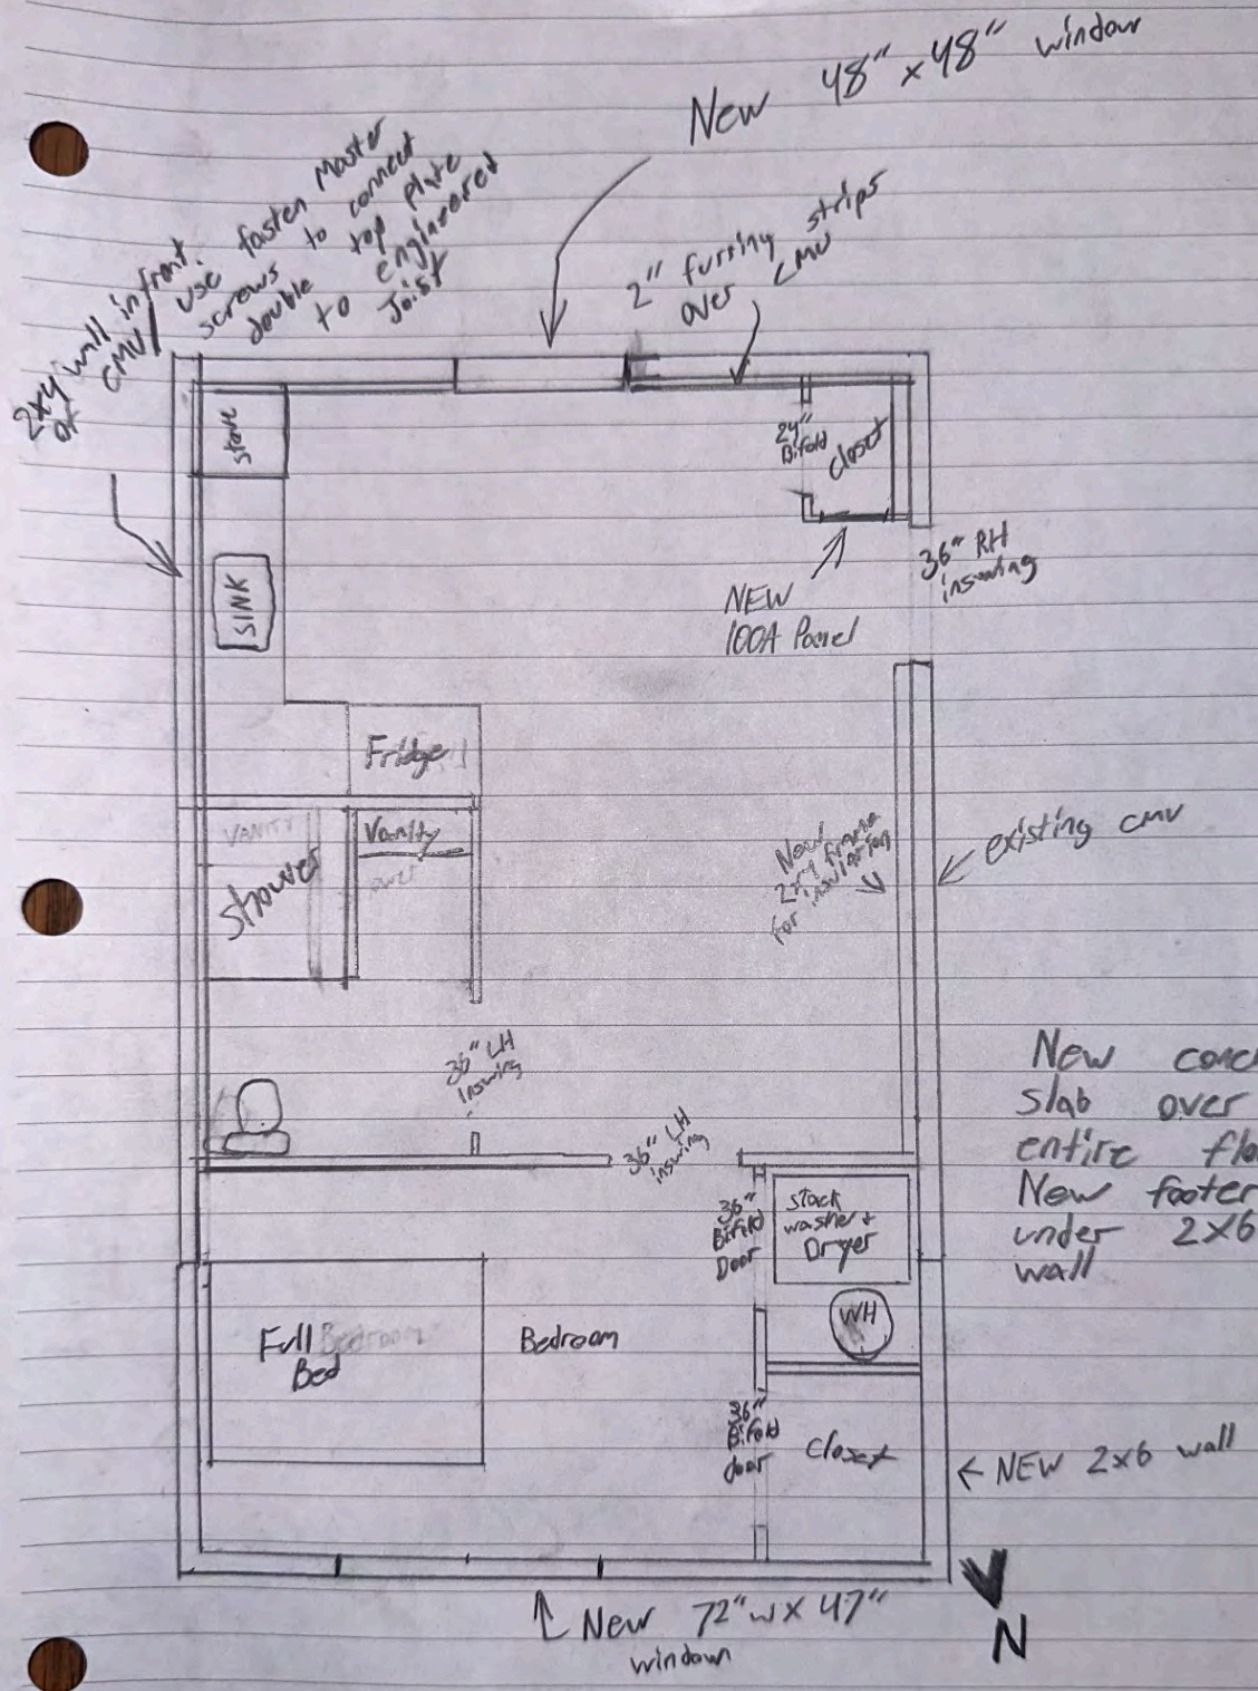 New 48" x 48" window
2x4 wall in front
of CMU/ use fasten Master
screws to connect
double top plate
to engineered
Joist
2" furring strips
over CMU
stove
24"
Bifold
closet
36" RH
inswing
SINK
NEW
100A Panel
Fridge
VANITY
Vanity
over
shower
New
2x4 frame
for insulation
existing CMU
36" LH
inswing
36" LH
inswing
New conc
slab over
entire flo
New footer
under 2x6
wall
36"
Bifold
Door
stack
washer +
Dryer
WH
Full Bedroom
Bed
Bedroom
36"
Bifold
door
closet
← NEW 2x6 wall
New 72"w x 47"
window
N